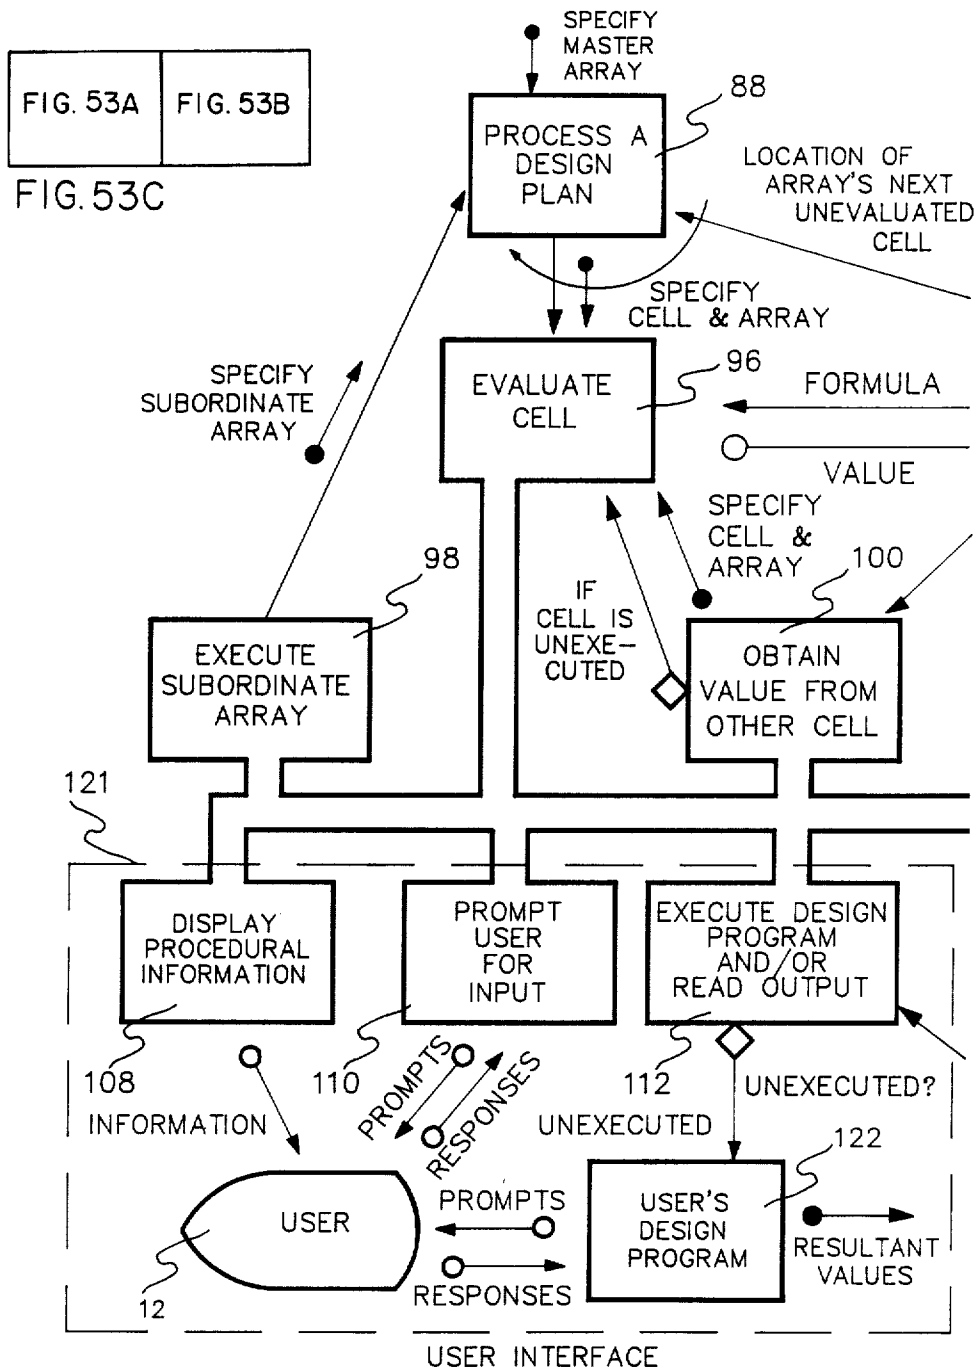 SPECIFY
MASTER
ARRAY
FIG. 53A
FIG. 53B
FIG. 53C
88
PROCESS A
DESIGN
PLAN
LOCATION OF
ARRAY'S NEXT
UNEVALUATED
CELL
SPECIFY
CELL & ARRAY
SPECIFY
SUBORDINATE
ARRAY
EVALUATE
CELL
96
FORMULA
VALUE
SPECIFY
CELL &
ARRAY
98
100
IF
CELL IS
UNEXE-
CUTED
EXECUTE
SUBORDINATE
ARRAY
OBTAIN
VALUE FROM
OTHER CELL
121
DISPLAY
PROCEDURAL
INFORMATION
PROMPT
USER
FOR
INPUT
EXECUTE DESIGN
PROGRAM
AND/OR
READ OUTPUT
108
110
112
PROMPTS
RESPONSES
UNEXECUTED?
INFORMATION
UNEXECUTED
122
USER
PROMPTS
RESPONSES
USER'S
DESIGN
PROGRAM
RESULTANT
VALUES
12
USER INTERFACE